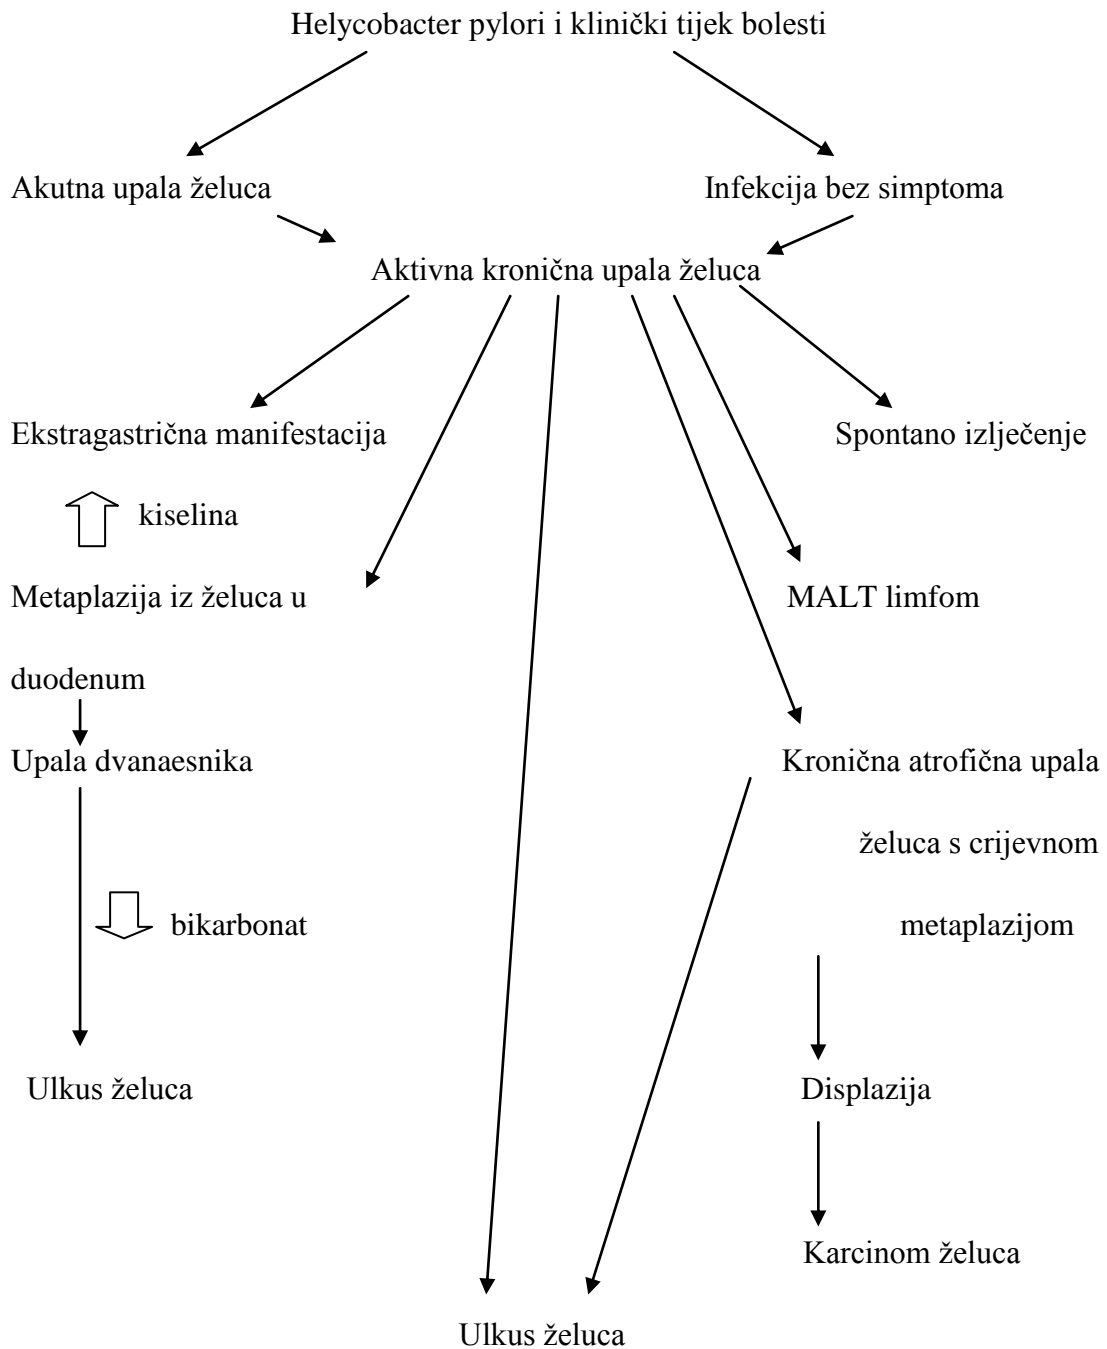 Helycobacter pylori i klinički tijek bolesti
Akutna upala želuca
Infekcija bez simptoma
Aktivna kronična upala želuca
Ekstragastrična manifestacija
Spontano izlječenje
kiselina
Metaplazija iz želuca u
MALT limfom
duodenum
Upala dvanaesnika
Kronična atrofična upala
želuca s crijevnom
bikarbonat
metaplazijom
Ulkus želuca
Displazija
Karcinom želuca
Ulkus želuca